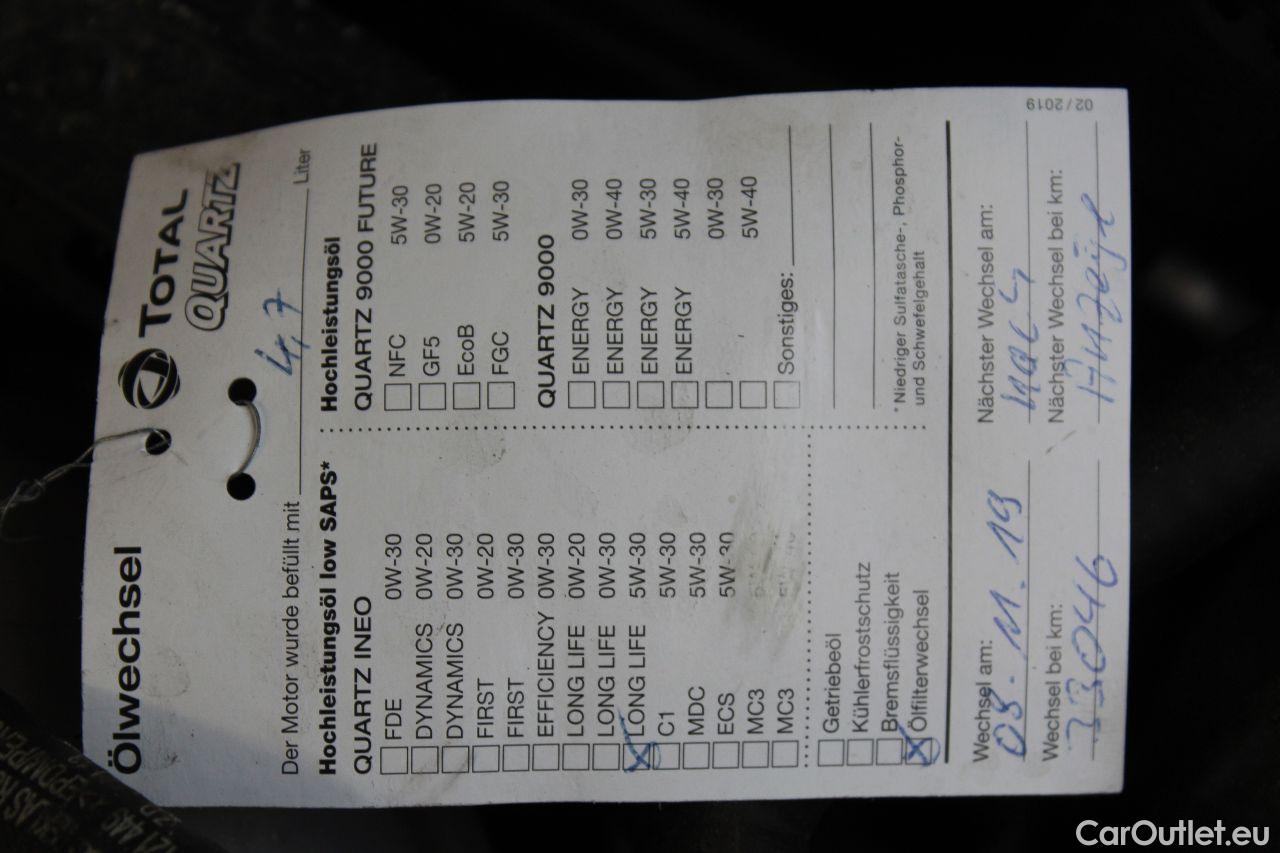 Ölwechsel
TOTAL
QUARTZ
Der Motor wurde befüllt mit 4,7 Liter
Hochleistungsöl low SAPS*
QUARTZ INEO
FDE 0W-30
DYNAMICS 0W-20
DYNAMICS 0W-30
FIRST 0W-20
FIRST 0W-30
EFFICIENCY 0W-30
LONG LIFE 0W-20
LONG LIFE 0W-30
LONG LIFE 5W-30
C1 5W-30
MDC 5W-30
ECS 5W-30
MC3
MC3
Getriebeöl
Kühlerfrostschutz
Bremsflüssigkeit
Ölfilterwechsel
Hochleistungsöl
QUARTZ 9000 FUTURE
NFC 5W-30
GF5 0W-20
EcoB 5W-20
FGC 5W-30
QUARTZ 9000
ENERGY 0W-30
ENERGY 0W-40
ENERGY 5W-30
ENERGY 5W-40
0W-30
5W-40
Sonstiges:
*Niedriger Sulfatasche-, Phosphor-
und Schwefelgehalt
Wechsel am:
08.11.19
Wechsel bei km:
33046
Nächster Wechsel am:
nach
Nächster Wechsel bei km:
Anzeige
02/2019
CarOutlet.eu